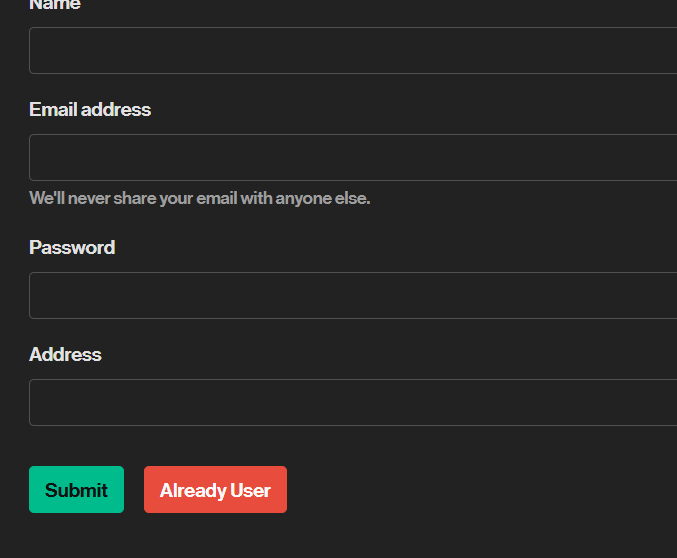 Name
Email address
We'll never share your email with anyone else.
Password
Address
Submit
Already User